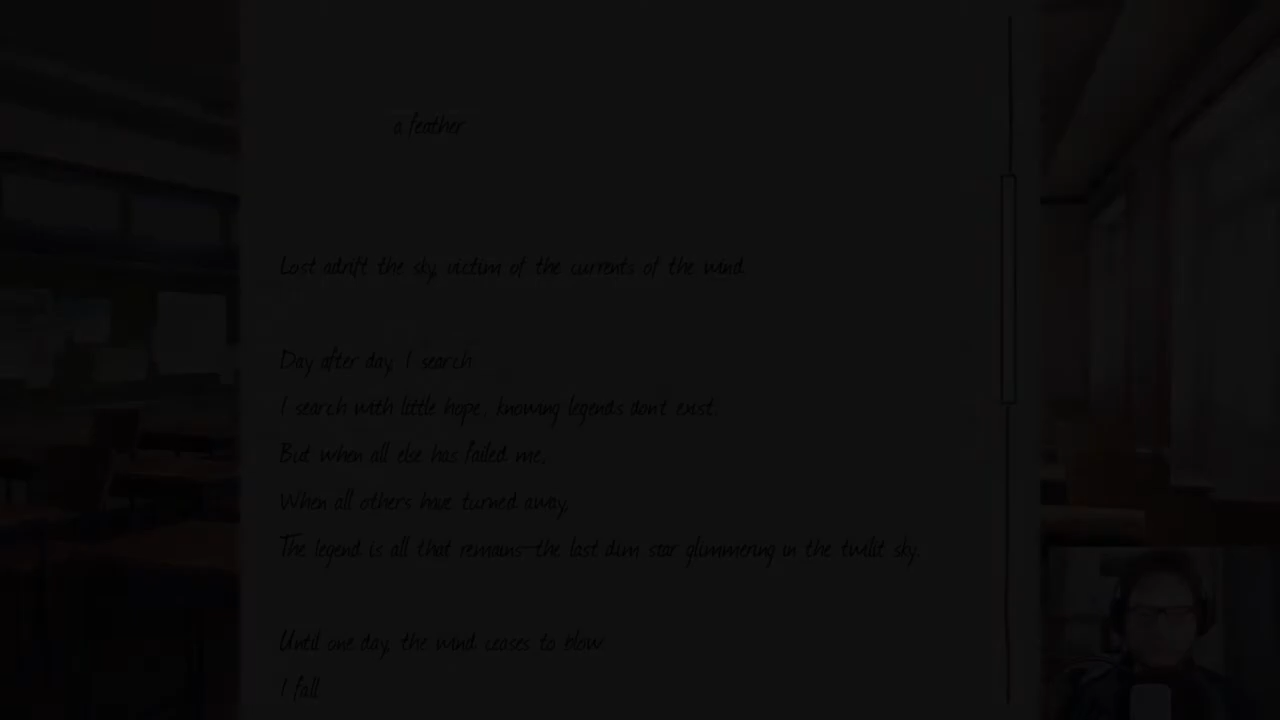 a feather
Lost adrift the sky, victim of the currents of the wind.
Day after day, I search.
I search with little hope, knowing legends don't exist.
But when all else has failed me,
When all others have turned away,
The legend is all that remains—the last dim star glimmering in the twilit sky.
Until one day, the wind ceases to blow.
I fall.